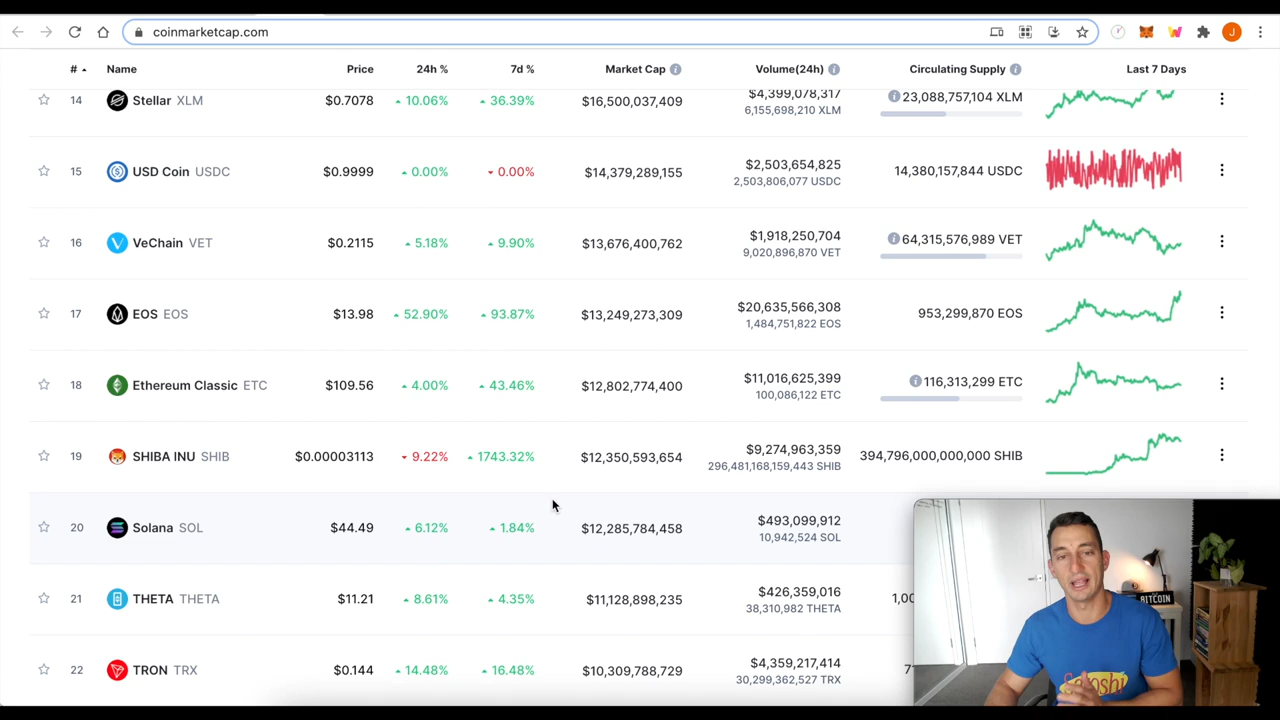 coinmarketcap.com
J
# Name Price 24h % 7d % Market Cap Volume(24h) Circulating Supply Last 7 Days
14 Stellar XLM $0.7078 10.06% 36.39% $16,500,037,409 $4,399,078,317 23,088,757,104 XLM
6,155,698,210 XLM
15 USD Coin USDC $0.9999 0.00% 0.00% $14,379,289,155 $2,503,654,825 14,380,157,844 USDC
2,503,806,077 USDC
16 VeChain VET $0.2115 5.18% 9.90% $13,676,400,762 $1,918,250,704 64,315,576,989 VET
9,020,896,870 VET
17 EOS EOS $13.98 52.90% 93.87% $13,249,273,309 $20,635,566,308 953,299,870 EOS
1,484,751,822 EOS
18 Ethereum Classic ETC $109.56 4.00% 43.46% $12,802,774,400 $11,016,625,399 116,313,299 ETC
100,086,122 ETC
19 SHIBA INU SHIB $0.00003113 9.22% 1743.32% $12,350,593,654 $9,274,963,359 394,796,000,000,000 SHIB
296,481,168,159,443 SHIB
20 Solana SOL $44.49 6.12% 1.84% $12,285,784,458 $493,099,912
10,942,524 SOL
21 THETA THETA $11.21 8.61% 4.35% $11,128,898,235 $426,359,016 1,00
38,310,982 THETA
22 TRON TRX $0.144 14.48% 16.48% $10,309,788,729 $4,359,217,414 71
30,299,362,527 TRX
BITCOIN
Satoshi